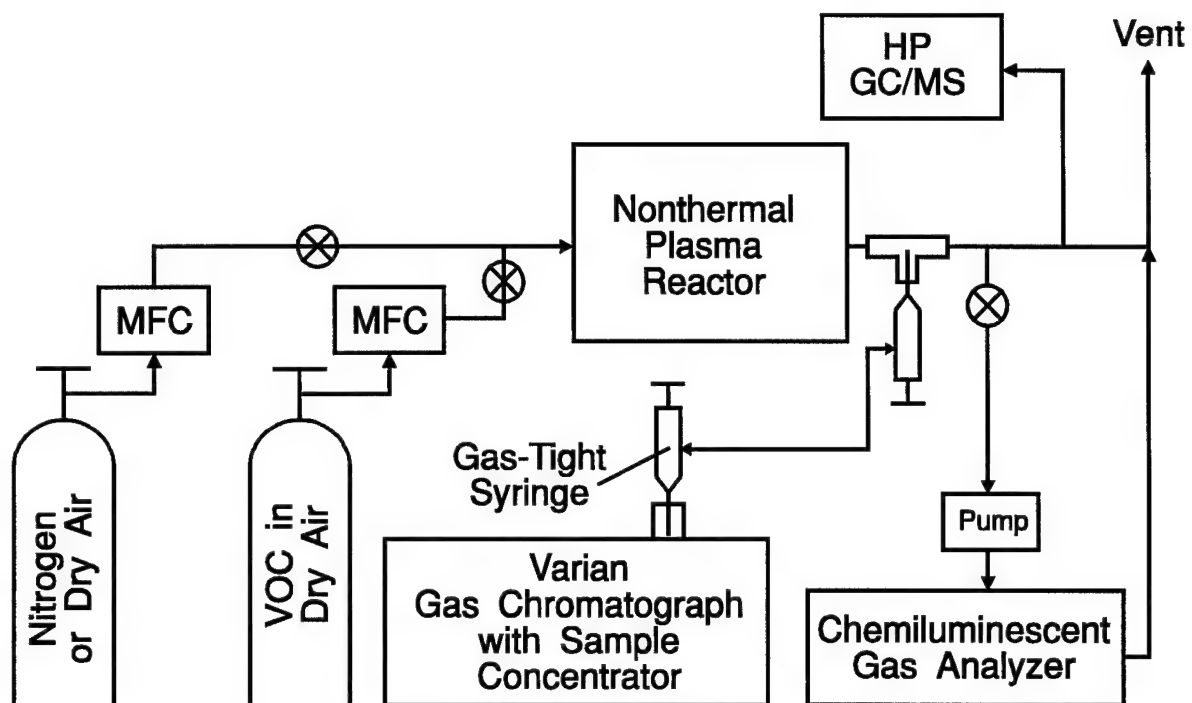 HP
GC/MS
Vent
Nonthermal
Plasma
Reactor
MFC
MFC
Gas-Tight
Syringe
Pump
Nitrogen
or Dry Air
VOC in
Dry Air
Varian
Gas Chromatograph
with Sample
Concentrator
Chemiluminescent
Gas Analyzer